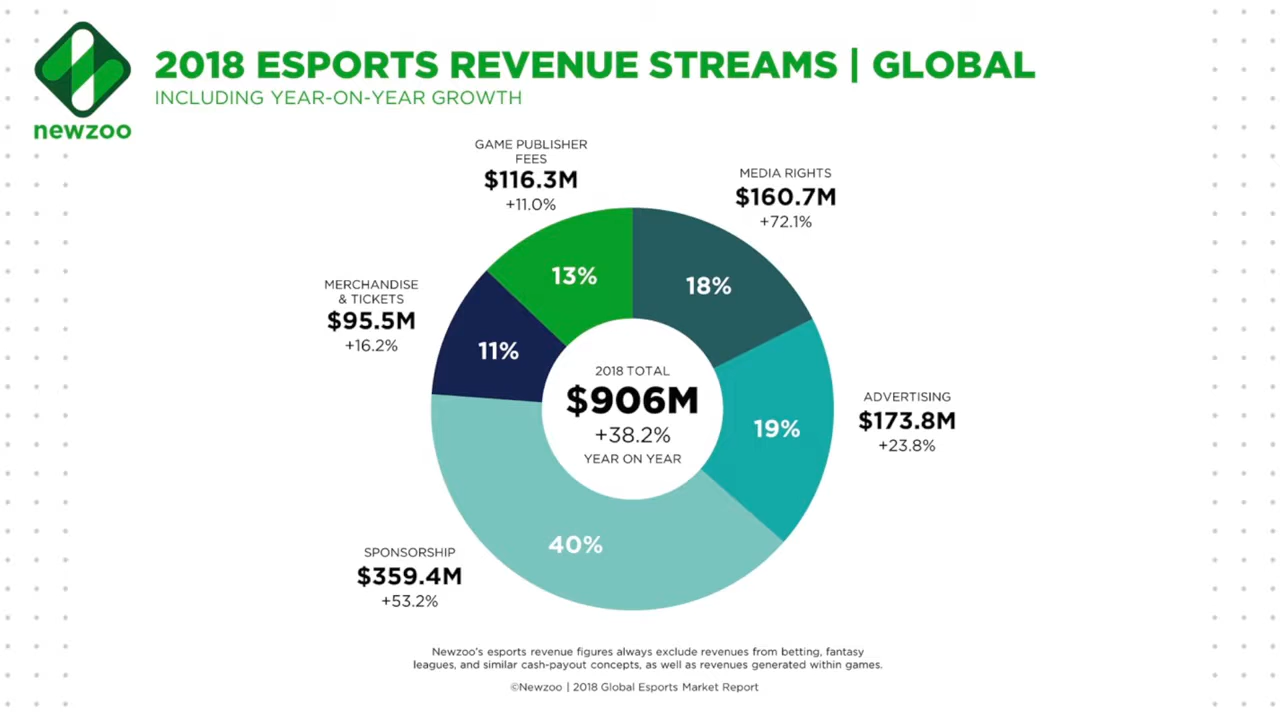 2018 ESPORTS REVENUE STREAMS | GLOBAL
INCLUDING YEAR-ON-YEAR GROWTH
newzoo
GAME PUBLISHER
FEES
$116.3M
+11.0%
13%
MEDIA RIGHTS
$160.7M
+72.1%
18%
MERCHANDISE
& TICKETS
$95.5M
+16.2%
11%
2018 TOTAL
$906M
+38.2%
YEAR ON YEAR
ADVERTISING
$173.8M
+23.8%
19%
SPONSORSHIP
$359.4M
+53.2%
40%
Newzoo's esports revenue figures always exclude revenues from betting, fantasy
leagues, and similar cash-payout concepts, as well as revenues generated within games.
©Newzoo | 2018 Global Esports Market Report